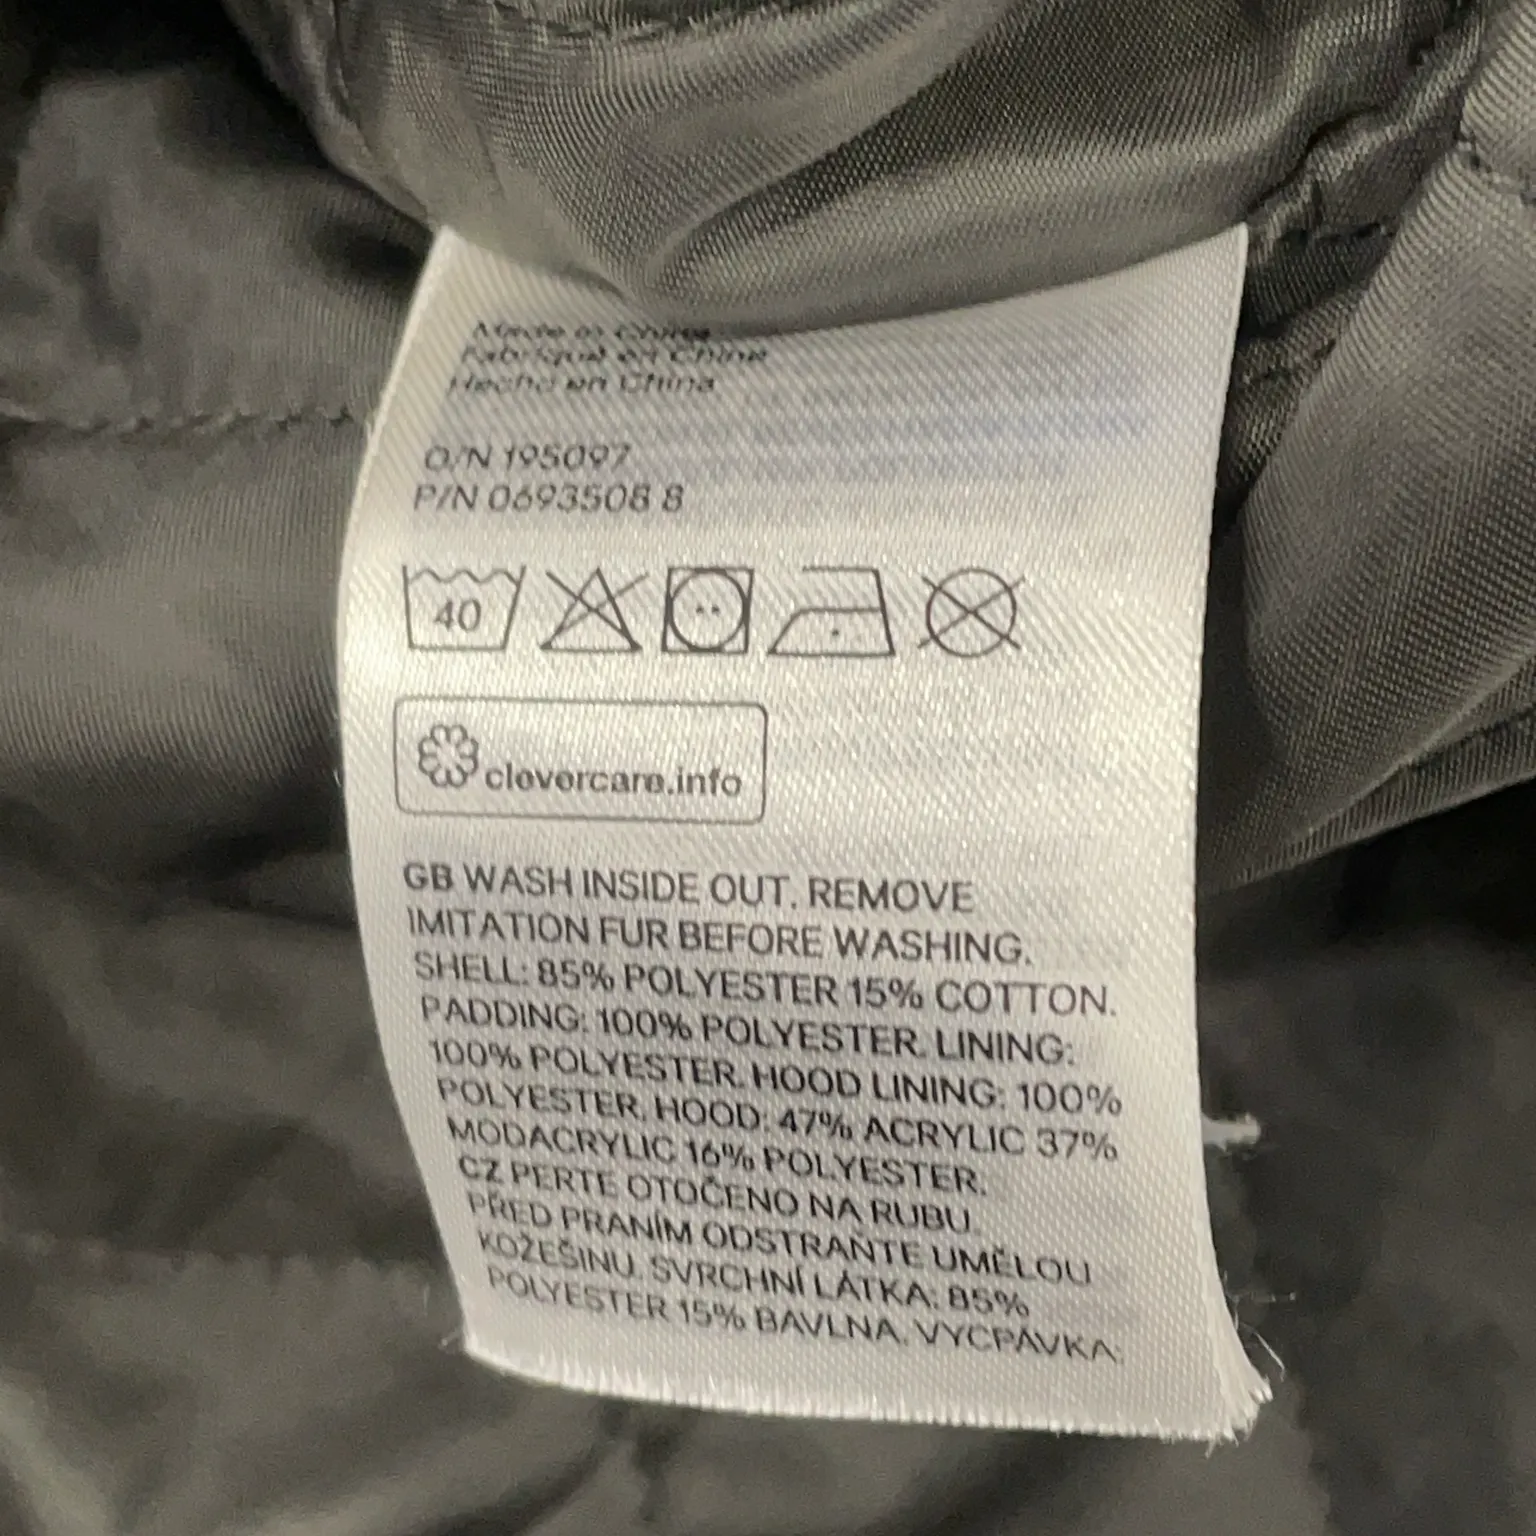 Made in China
Fabriqué en Chine
Hecho en China
O/N 195097
P/N 0693508 8
40
clevercare.info
GB WASH INSIDE OUT. REMOVE
IMITATION FUR BEFORE WASHING.
SHELL: 85% POLYESTER 15% COTTON.
PADDING: 100% POLYESTER. LINING:
100% POLYESTER. HOOD LINING: 100%
POLYESTER. HOOD: 47% ACRYLIC 37%
MODACRYLIC 16% POLYESTER.
CZ PERTE OTOČENO NA RUBU.
PŘED PRANÍM ODSTRAŇTE UMĚLOU
KOŽEŠINU. SVRCHNÍ LÁTKA: 85%
POLYESTER 15% BAVLNA. VYCPÁVKA: